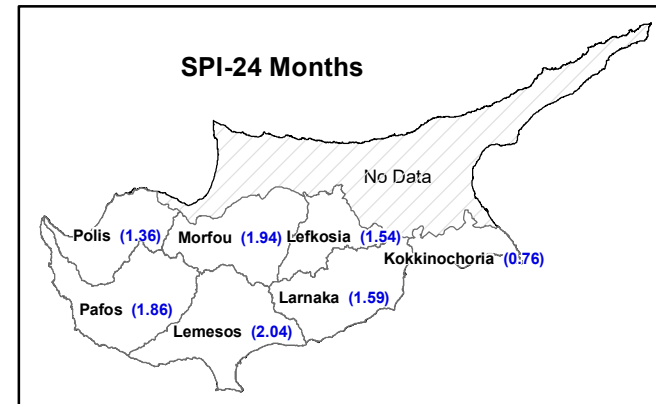 SPI-24 Months
No Data
Polis (1.36)
Morfou (1.94)
Lefkosia (1.54)
Kokkinochoria (0.76)
Pafos (1.86)
Larnaka (1.59)
Lemesos (2.04)